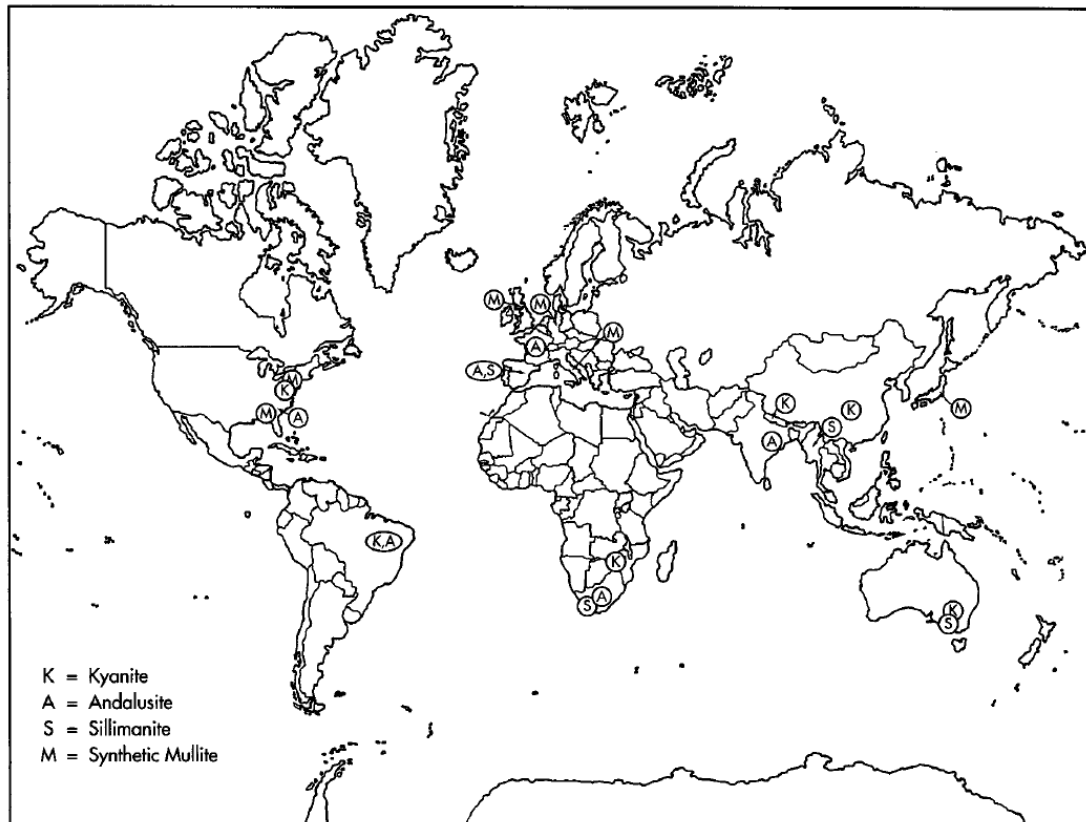 M
M
M
A
A,S
M
K
M
A
K
K
M
S
A
K,A
K
S
A
K
S
K = Kyanite
A = Andalusite
S = Sillimanite
M = Synthetic Mullite